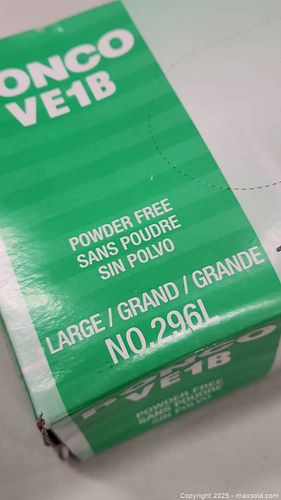 ONCO
VE1B
POWDER FREE
SANS POUDRE
SIN POLVO
LARGE / GRAND / GRANDE
NO.296L
VE1B
POWDER FREE
SANS POUDRE
SIN POLVO
Copyright 2025 - maxsold.com